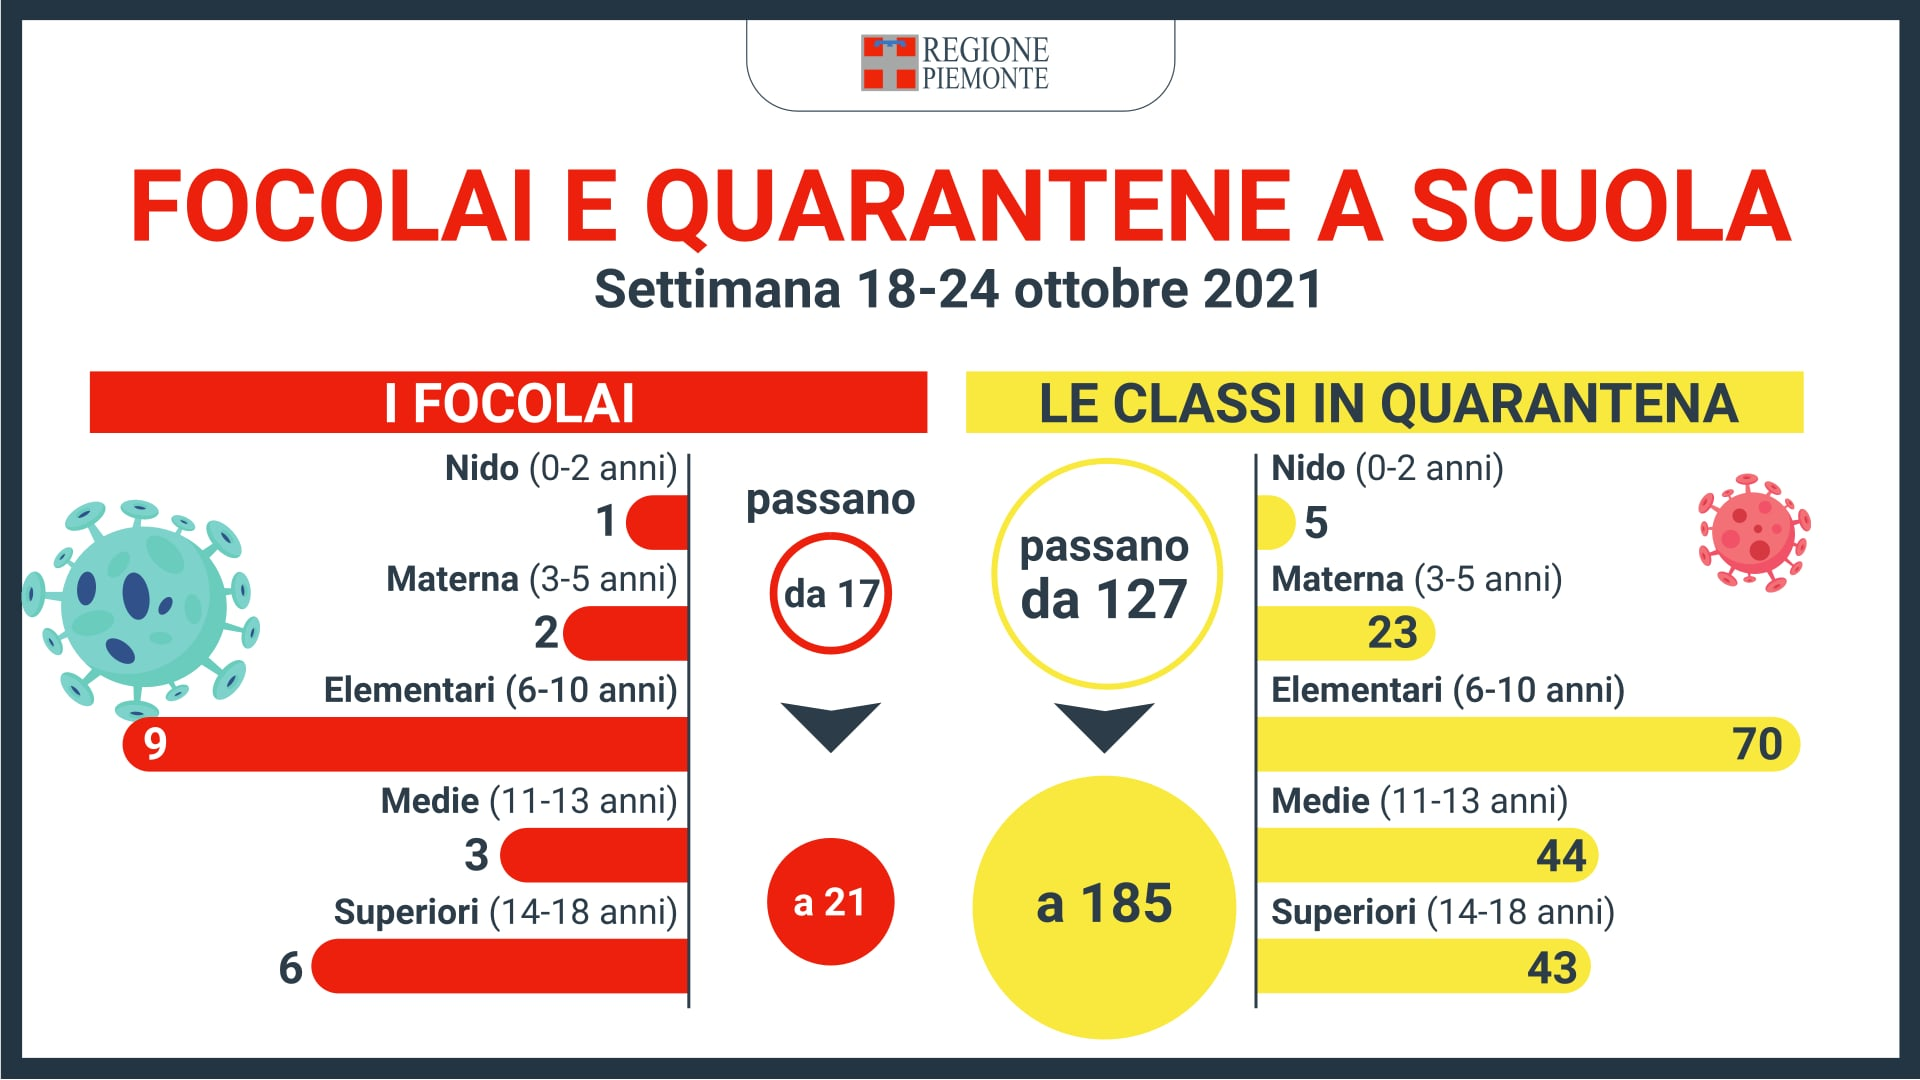 REGIONE
PIEMONTE
FOCOLAI E QUARANTENE A SCUOLA
Settimana 18-24 ottobre 2021
I FOCOLAI
Nido (0-2 anni)
1
Materna (3-5 anni)
2
Elementari (6-10 anni)
9
Medie (11-13 anni)
3
Superiori (14-18 anni)
6
passano
da 17
a 21
LE CLASSI IN QUARANTENA
passano
da 127
a 185
Nido (0-2 anni)
5
Materna (3-5 anni)
23
Elementari (6-10 anni)
70
Medie (11-13 anni)
44
Superiori (14-18 anni)
43